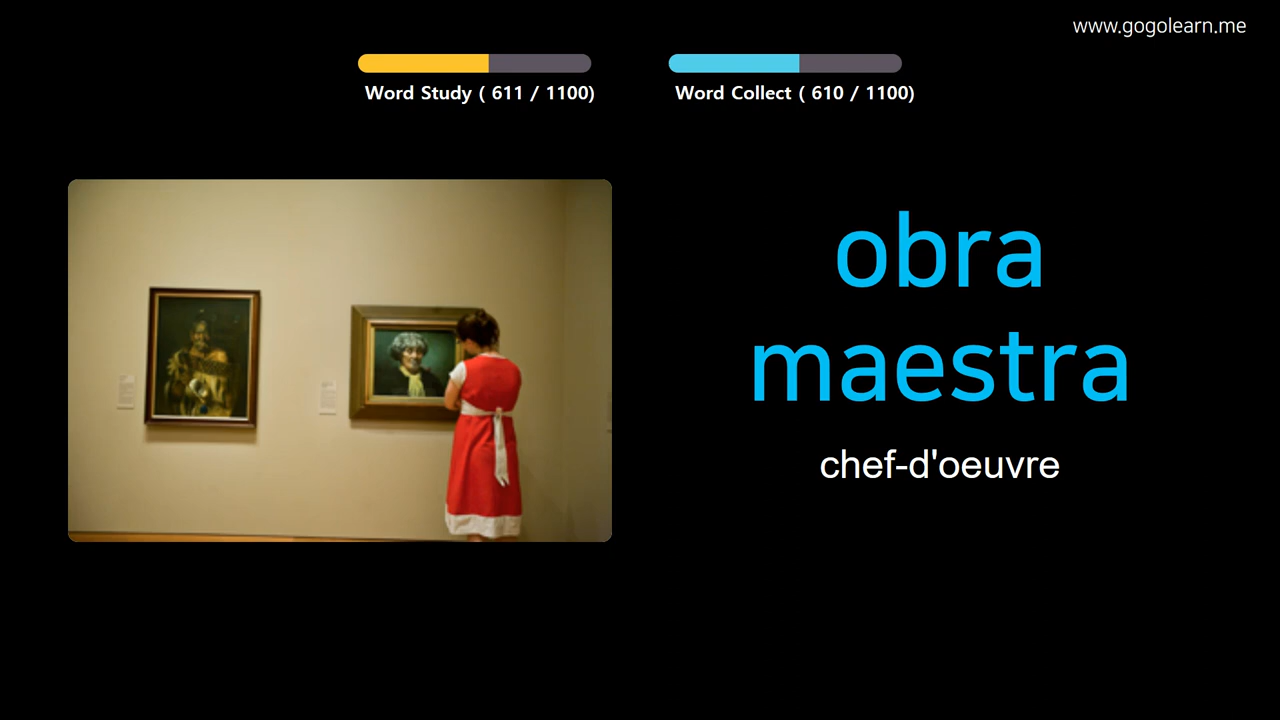 www.gogolearn.me
Word Study ( 611 / 1100)
Word Collect ( 610 / 1100)
obra
maestra
chef-d'oeuvre